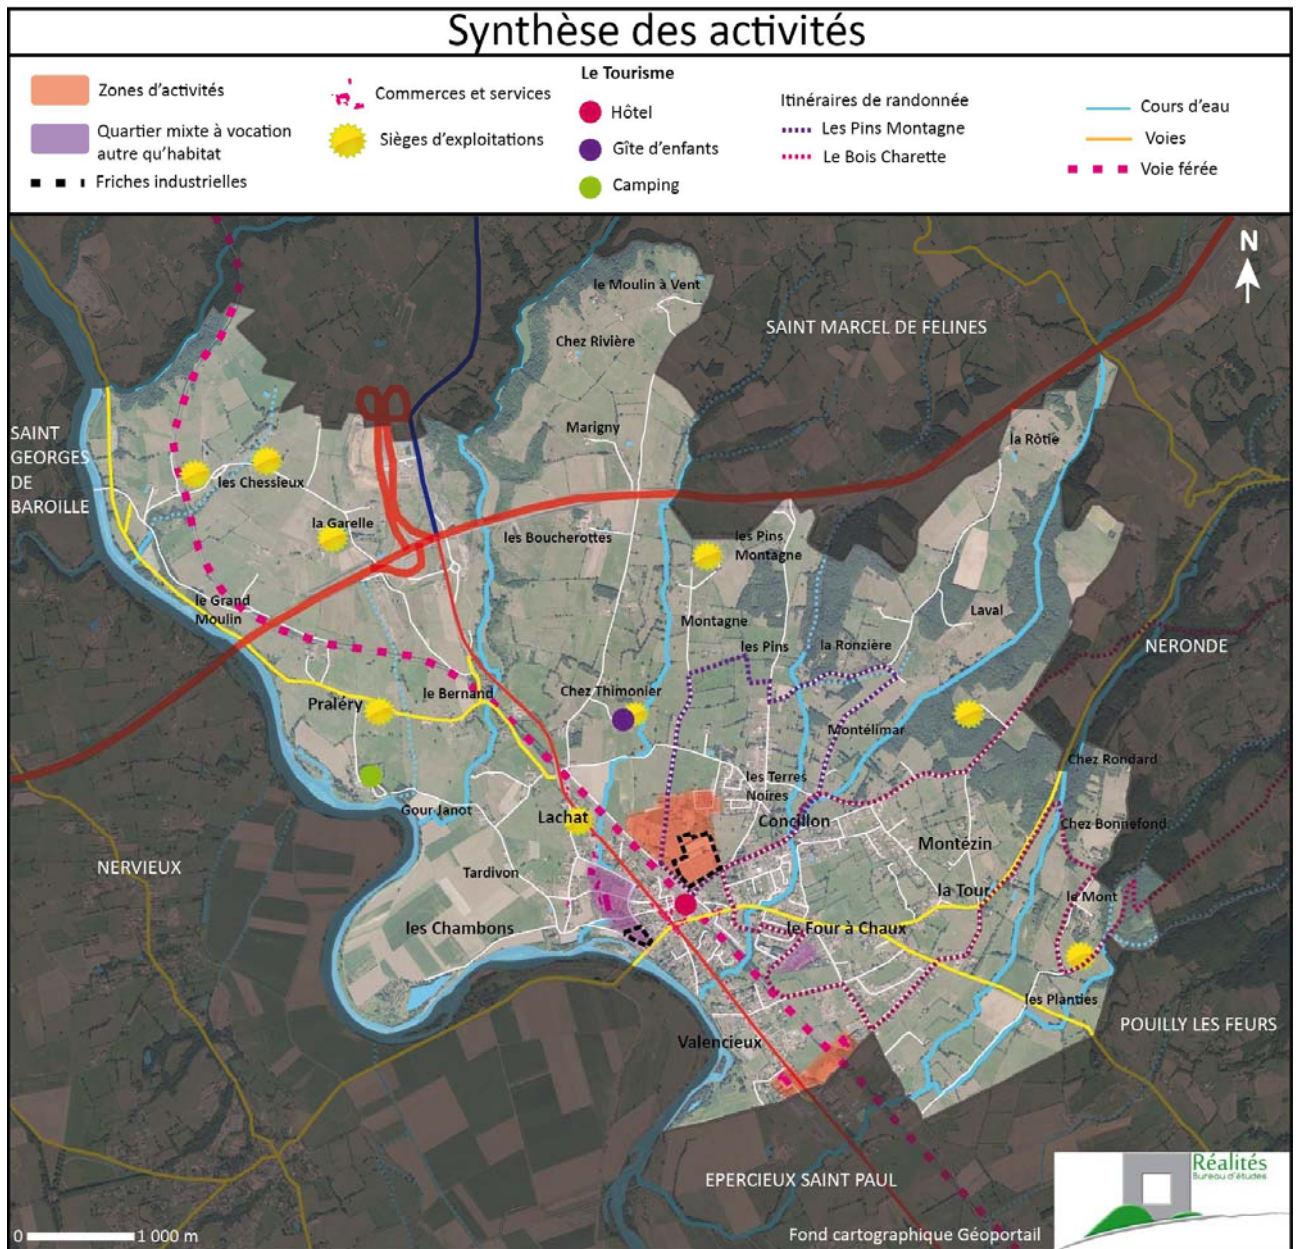 Synthèse des activités
Zones d'activités
Quartier mixte à vocation
autre qu'habitat
Friches industrielles
Commerces et services
Sièges d'exploitations
Le Tourisme
Hôtel
Gîte d'enfants
Camping
Itinéraires de randonnée
Les Pins Montagne
Le Bois Charette
Cours d'eau
Voies
Voie férée
N
le Moulin à Vent
SAINT MARCEL DE FELINES
Chez Rivière
Marigny
SAINT
GEORGES
DE
BAROILLE
la Rôtie
les Chessieux
la Garelle
les Boucherottes
les Pins
Montagne
le Grand
Moulin
Montagne
Laval
les Pins
la Ronzière
NERONDE
Praléry
le Bernand
Chez Thimonier
Montélimar
Chez Rondard
les Terres
Noires
Gour Janot
Lachat
Concillon
Chez Bonnefond
Montezin
NERVIEUX
Tardivon
la Tour
le Mont
les Chambons
le Four à Chaux
les Planties
POUILLY LES FEURS
Valencieux
EPERCIEUX SAINT PAUL
Réalités
Bureau d'études
0 1 000 m
Fond cartographique Géoportail